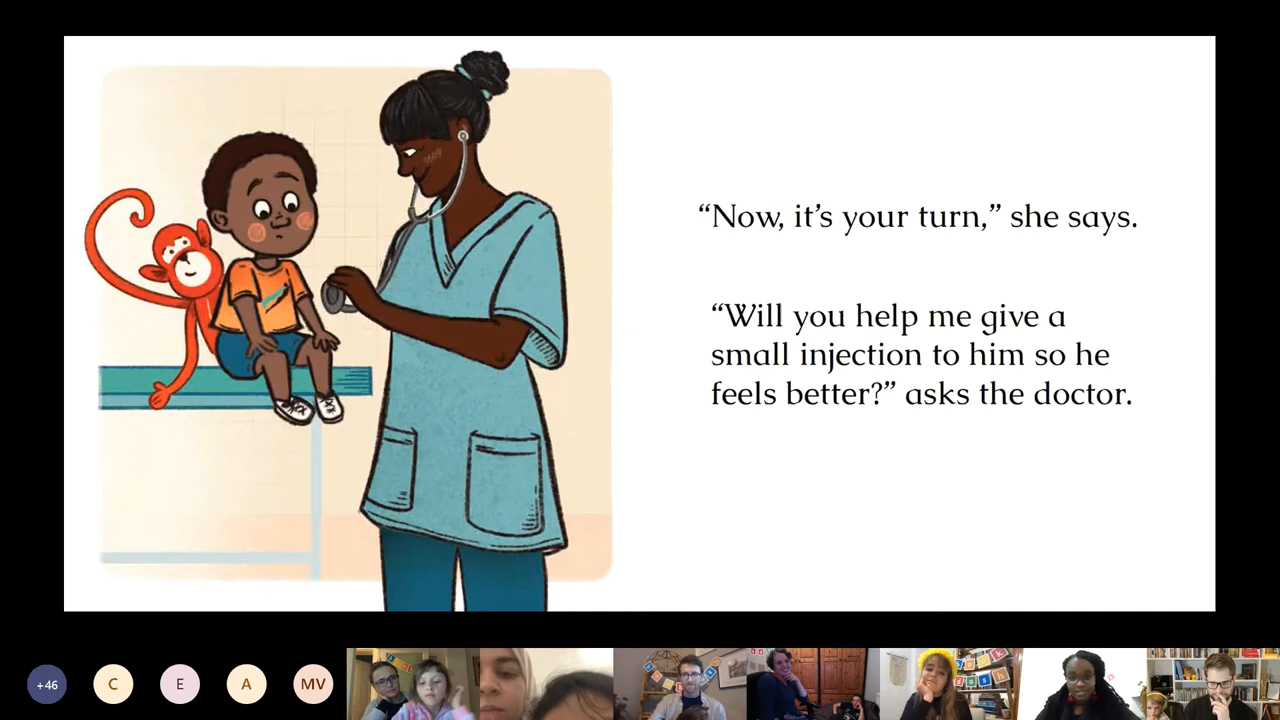 “Now, it’s your turn,” she says.
“Will you help me give a
small injection to him so he
feels better?” asks the doctor.
+46
C
E
A
MV